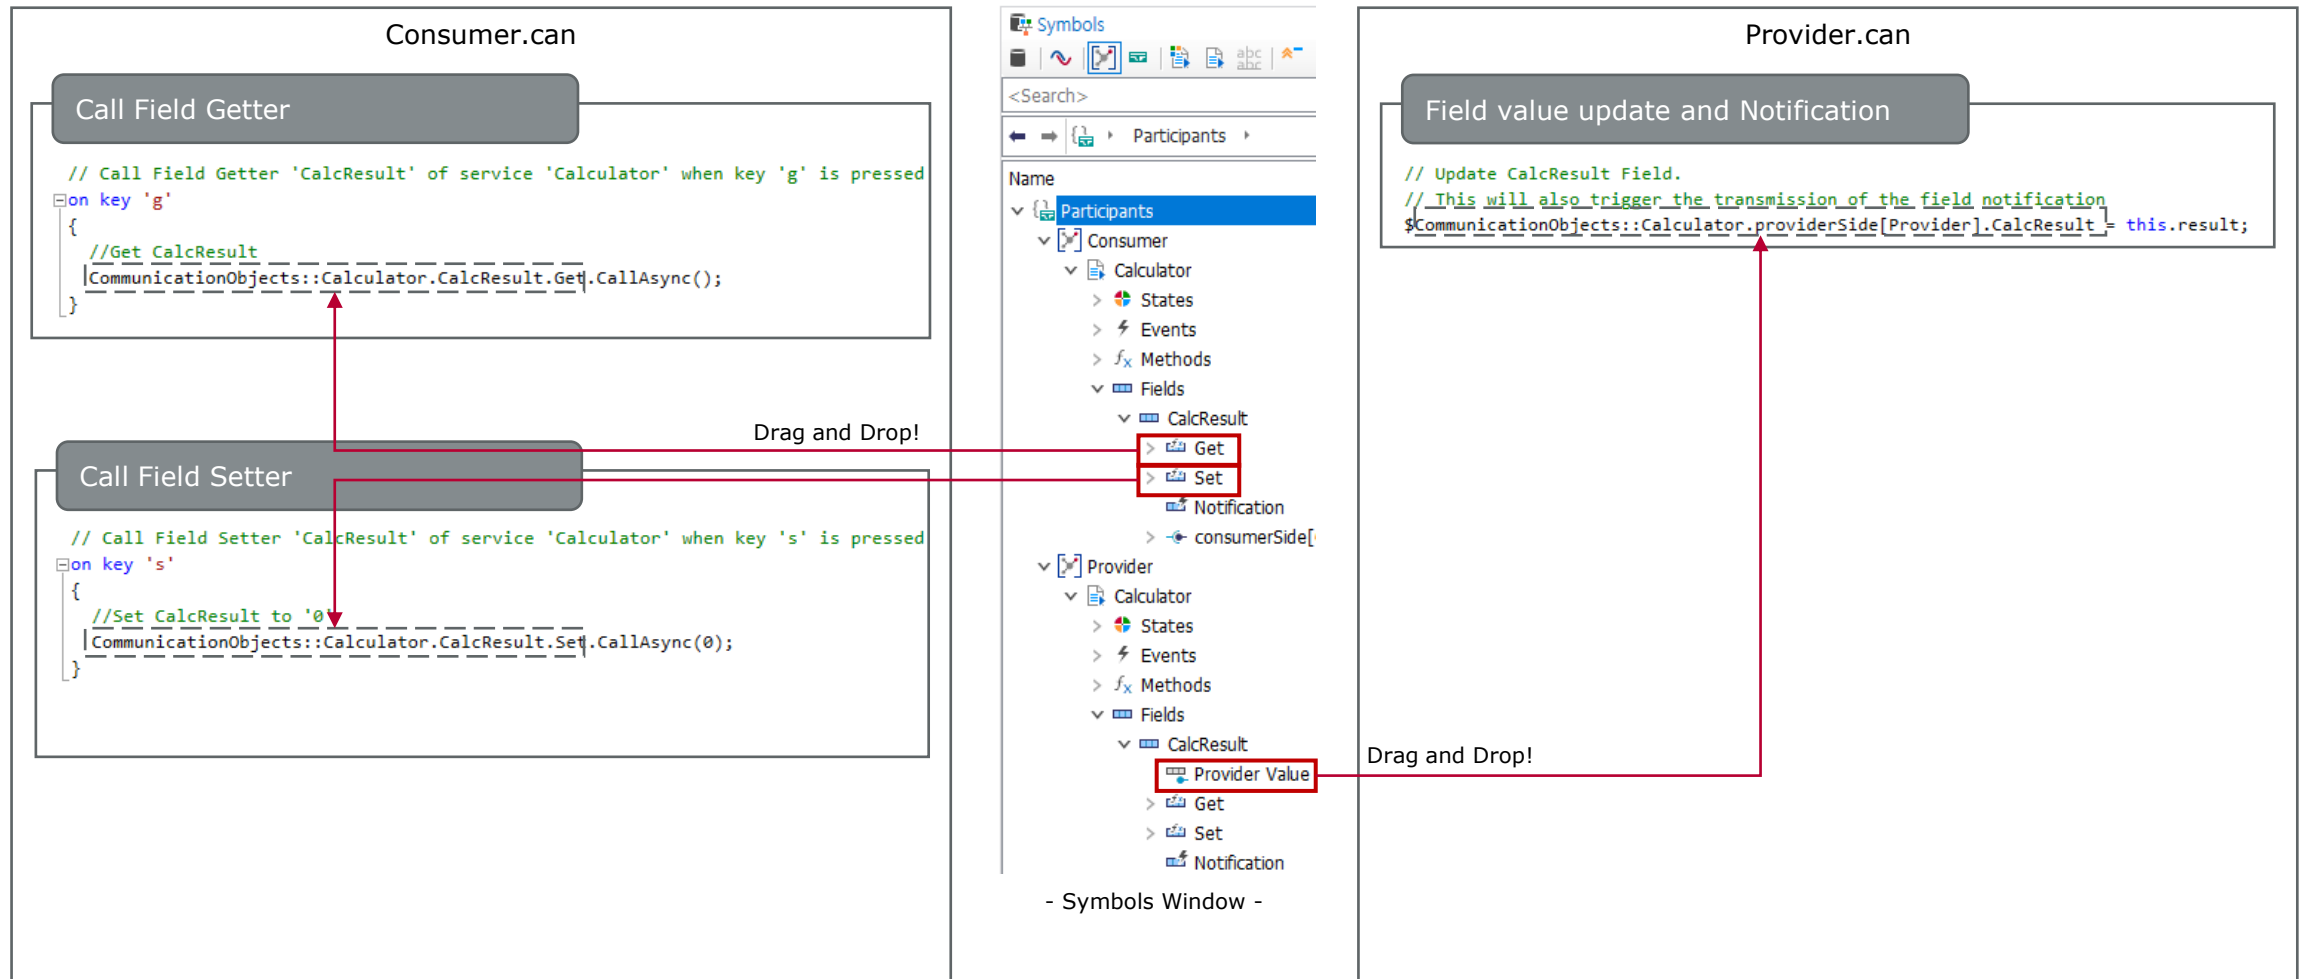 Consumer.can
Call Field Getter
// Call Field Getter 'CalcResult' of service 'Calculator' when key 'g' is pressed
on key 'g'
{
//Get CalcResult
CommunicationObjects::Calculator.CalcResult.Get.CallAsync();
}
Drag and Drop!
Call Field Setter
// Call Field Setter 'CalcResult' of service 'Calculator' when key 's' is pressed
on key 's'
{
//Set CalcResult to '0'
CommunicationObjects::Calculator.CalcResult.Set.CallAsync(0);
}
Symbols
abc
abc
<Search>
Participants
Name
Participants
Consumer
Calculator
States
Events
Methods
Fields
CalcResult
Get
Set
Notification
consumerSide[
Provider
Calculator
States
Events
Methods
Fields
CalcResult
Provider Value
Get
Set
Notification
- Symbols Window -
Provider.can
Field value update and Notification
// Update CalcResult Field.
// This will also trigger the transmission of the field notification
$CommunicationObjects::Calculator.providerSide[Provider].CalcResult = this.result;
Drag and Drop!